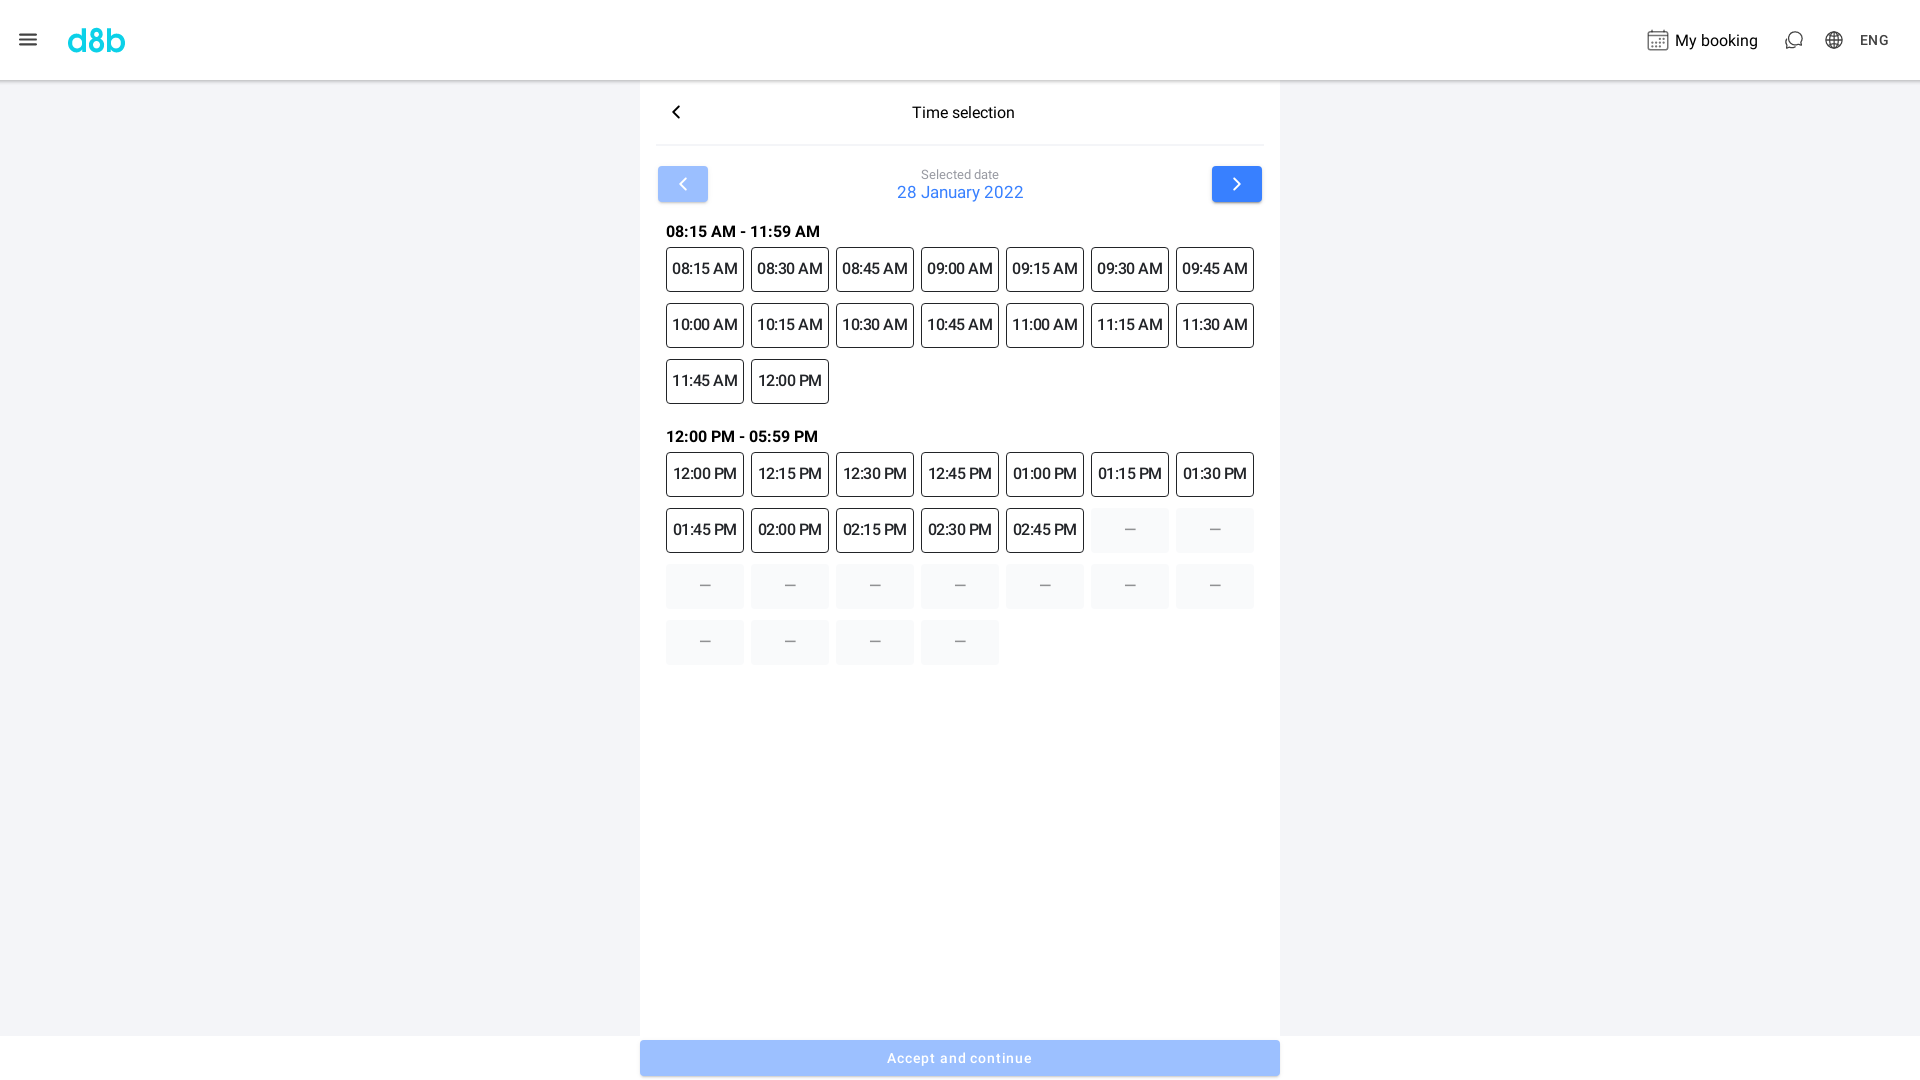 d8b
My booking
ENG
Time selection
Selected date
28 January 2022
08:15 AM - 11:59 AM
08:15 AM 08:30 AM 08:45 AM 09:00 AM 09:15 AM 09:30 AM 09:45 AM
10:00 AM 10:15 AM 10:30 AM 10:45 AM 11:00 AM 11:15 AM 11:30 AM
11:45 AM 12:00 PM
12:00 PM - 05:59 PM
12:00 PM 12:15 PM 12:30 PM 12:45 PM 01:00 PM 01:15 PM 01:30 PM
01:45 PM 02:00 PM 02:15 PM 02:30 PM 02:45 PM — —
— — — — — — —
— — — —
Accept and continue